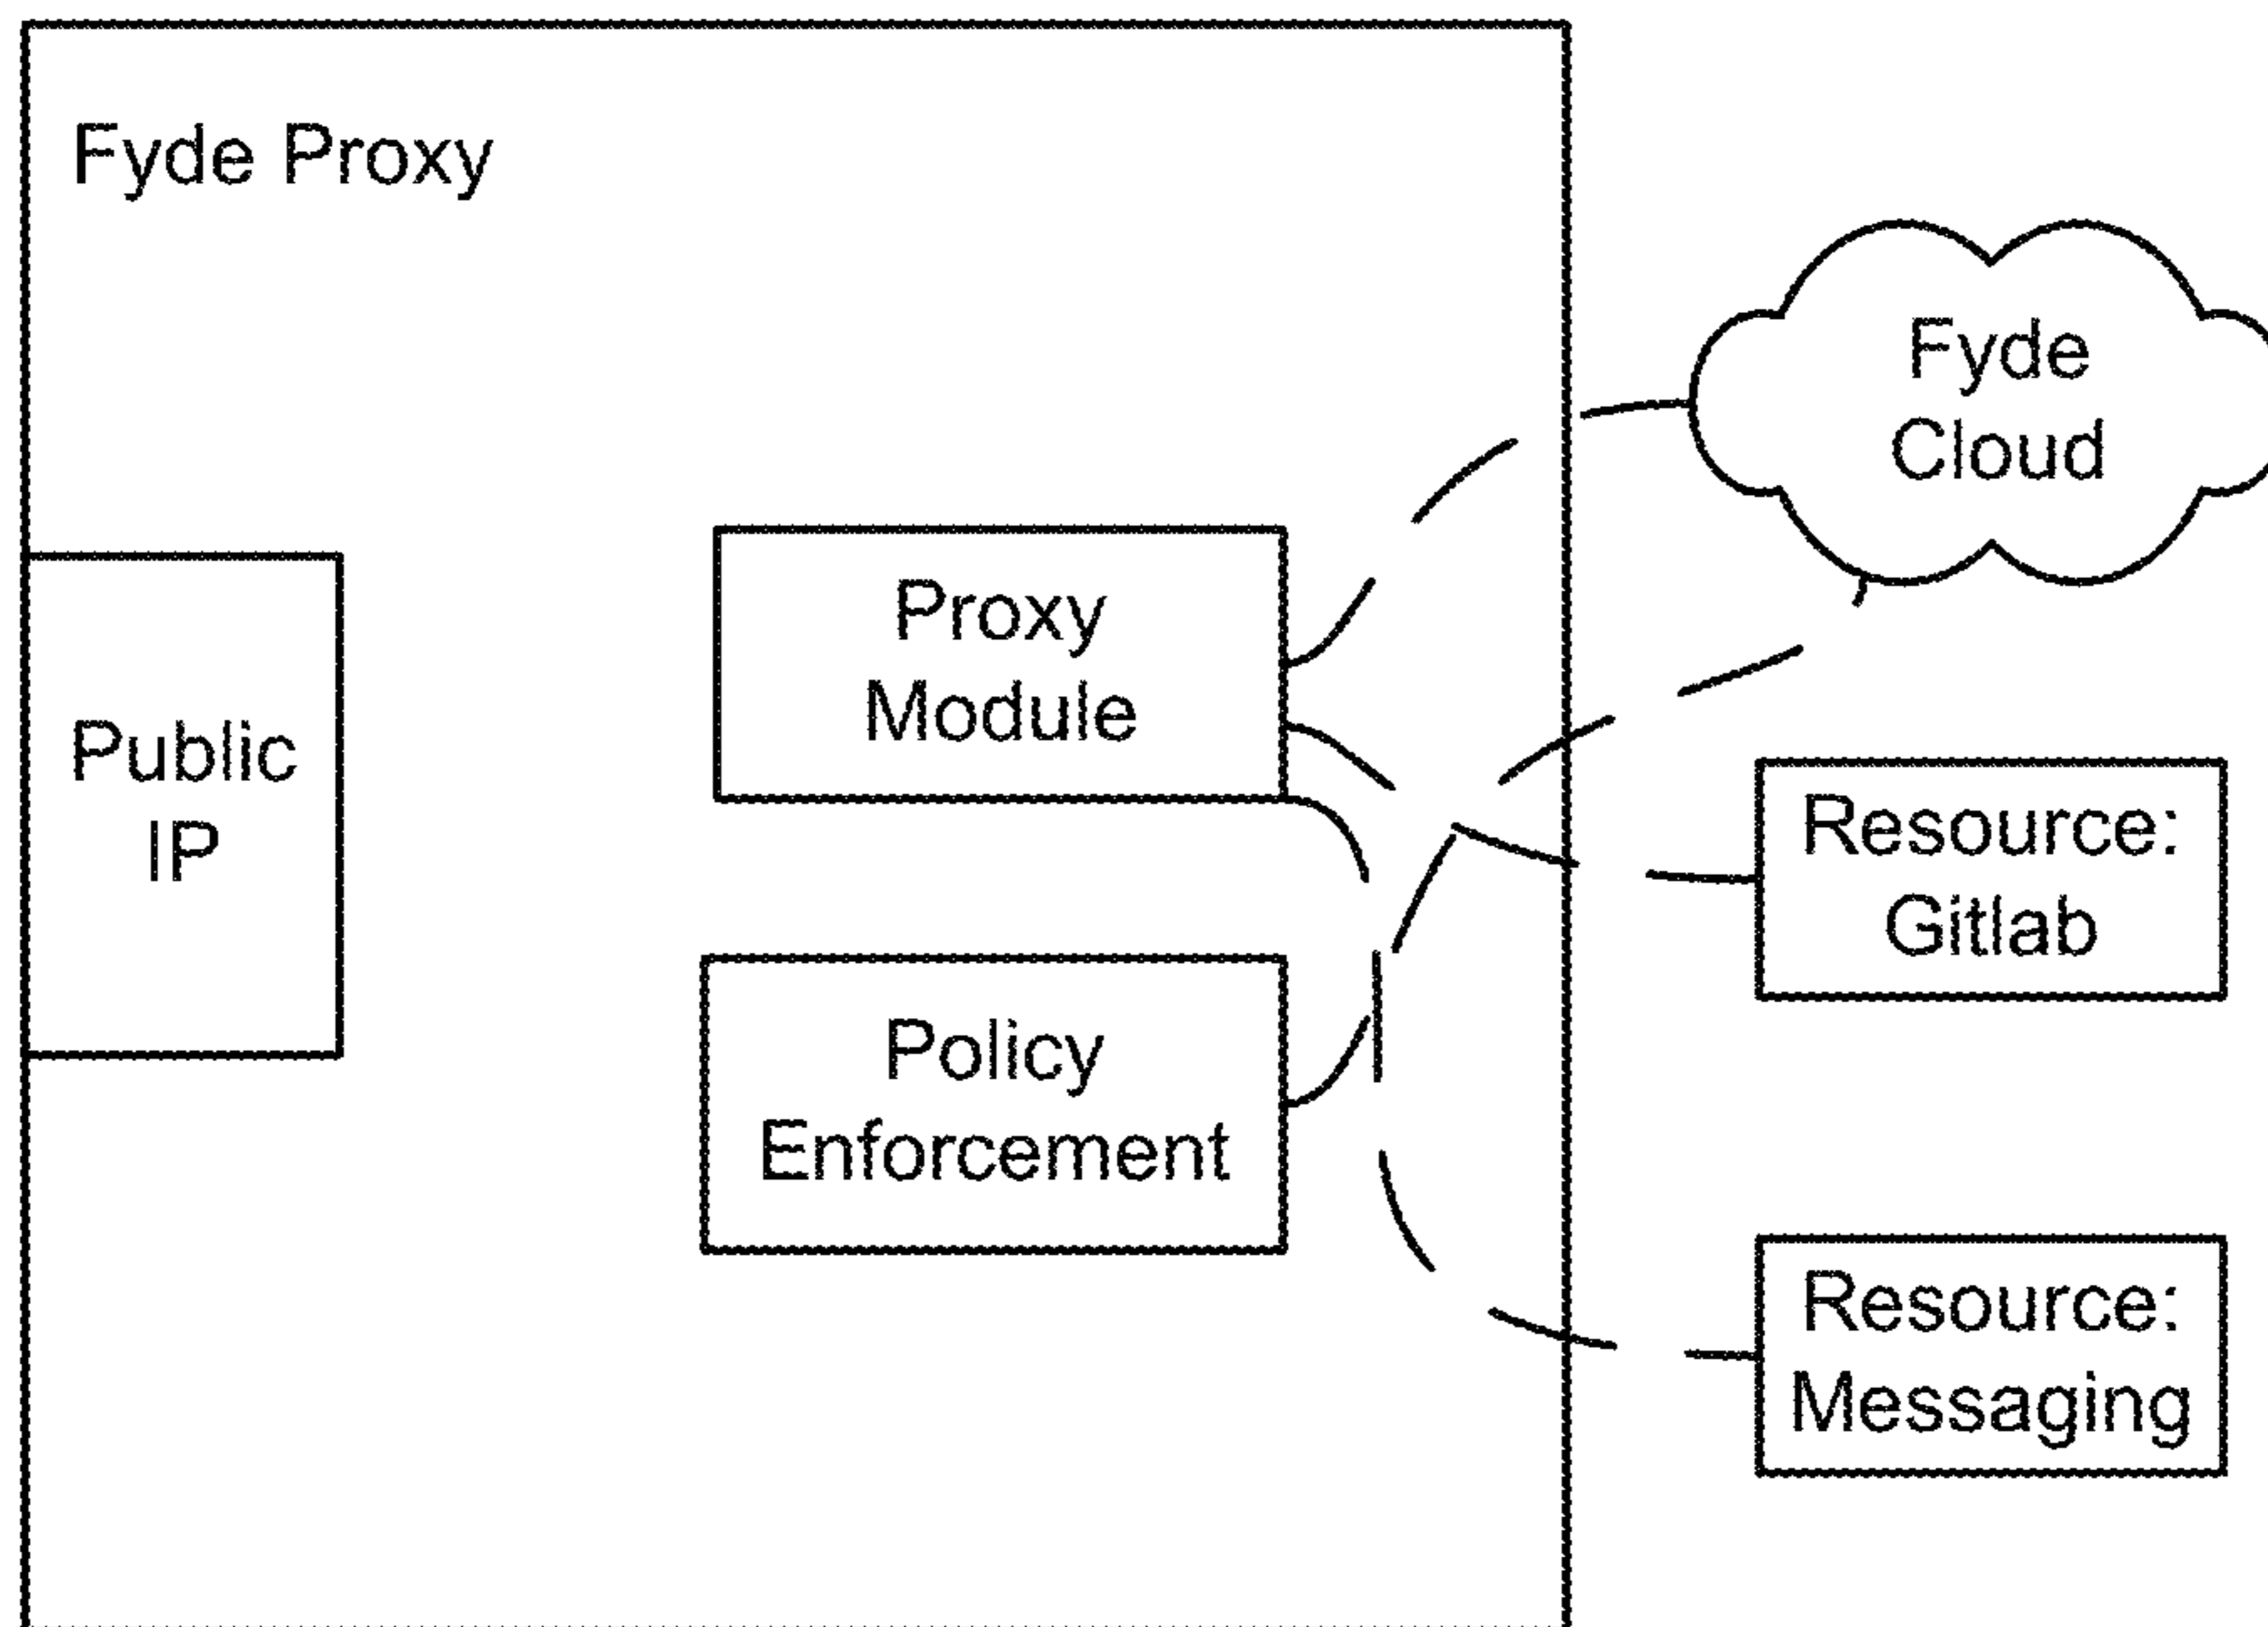 Fyde Proxy
Public
IP
Proxy
Module
Policy
Enforcement
Fyde
Cloud
Resource:
Gitlab
Resource:
Messaging